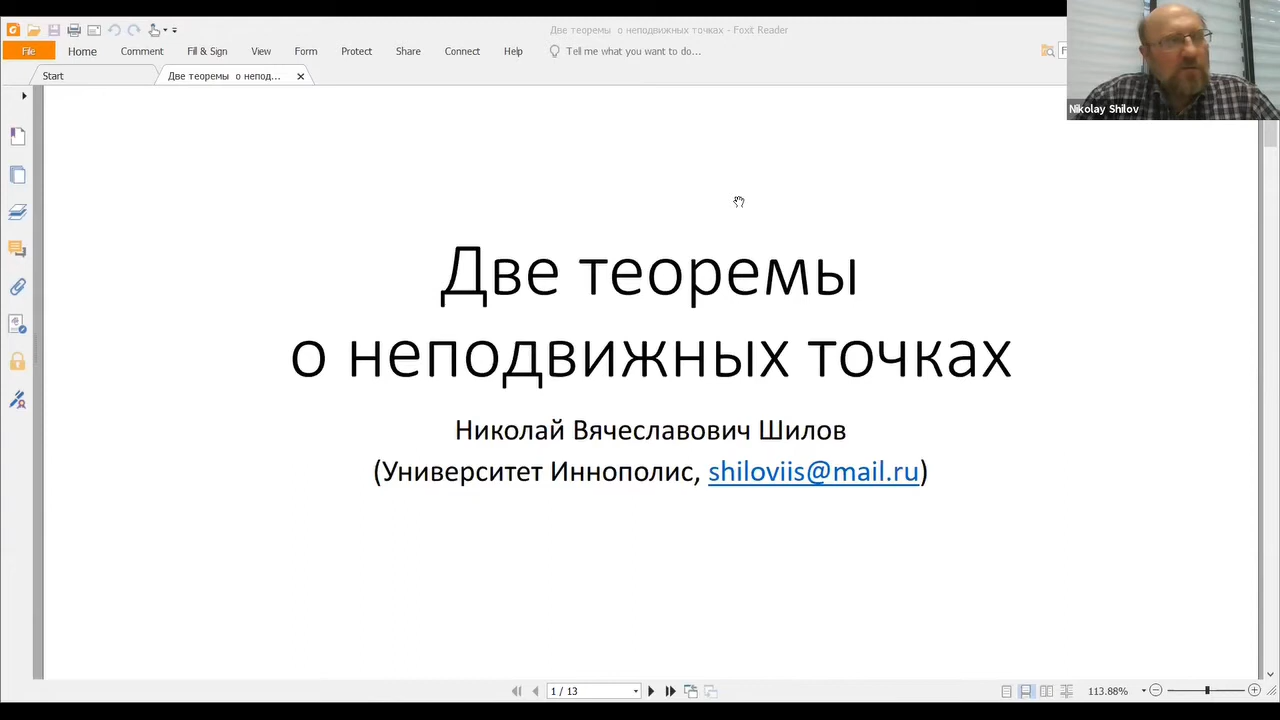 Две теоремы о неподвижных точках - Foxit Reader
File Home Comment Fill & Sign View Form Protect Share Connect Help Tell me what you want to do...
Start Две теоремы о непод...
Nikolay Shilov
Две теоремы
о неподвижных точках
Николай Вячеславович Шилов
(Университет Иннополис, shiloviis@mail.ru)
1 / 13 113.88%